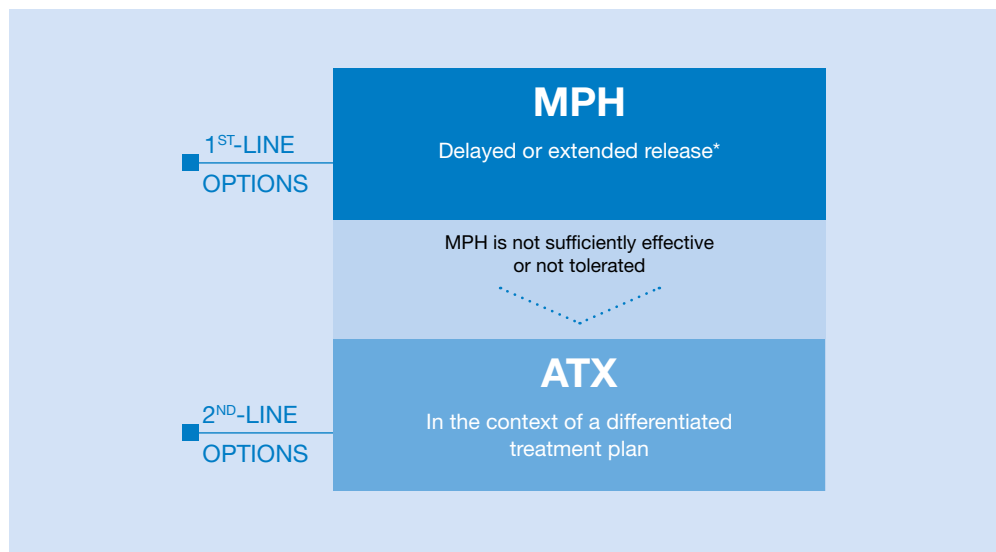 1ST-LINE
OPTIONS
MPH
Delayed or extended release*
MPH is not sufficiently effective
or not tolerated
2ND-LINE
OPTIONS
ATX
In the context of a differentiated
treatment plan